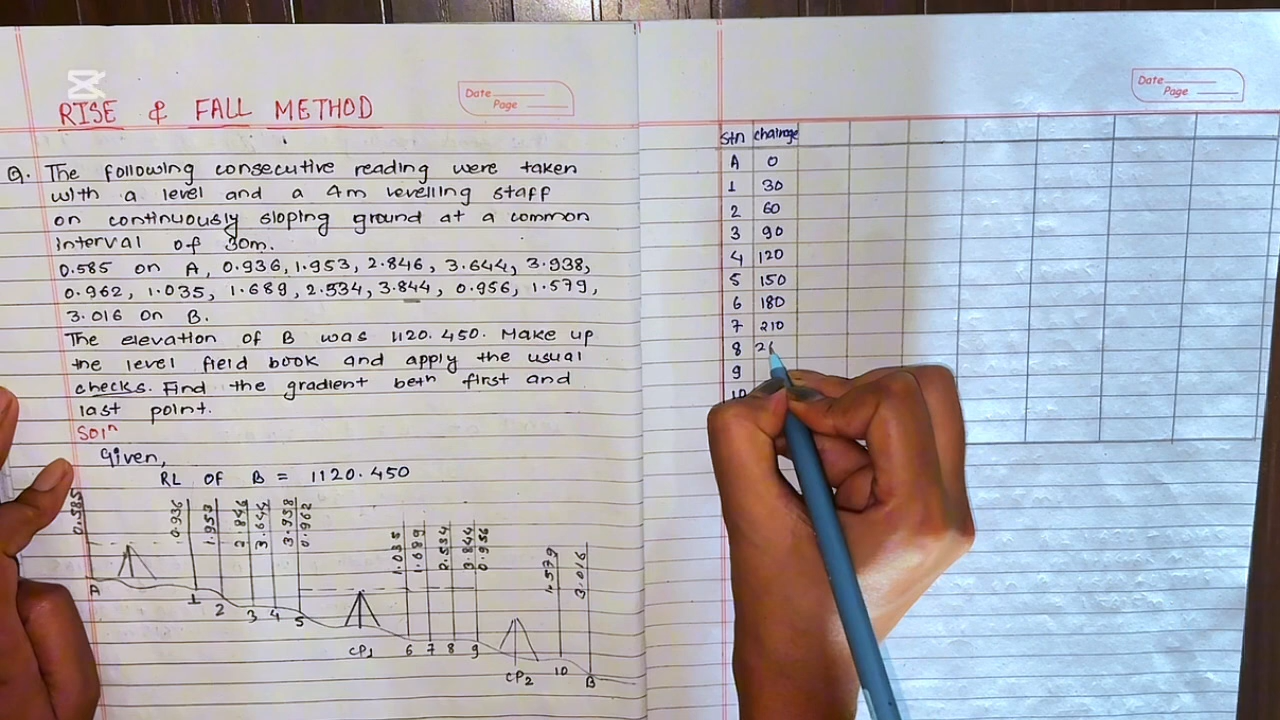 Date
Page
RISE & FALL METHOD
Q. The following consecutive reading were taken
with a level and a 4m levelling staff
on continuously sloping ground at a common
interval of 30m.
0.585 on A, 0.936, 1.953, 2.846, 3.644, 3.938,
0.962, 1.035, 1.689, 2.534, 3.844, 0.956, 1.579,
3.016 on B.
The elevation of B was 1120.450. Make up
the level field book and apply the usual
checks. Find the gradient betn first and
last point.
Soln
Given,
RL OF B = 1120.450
0.585
0.936
1.953
2.846
3.644
3.938
0.962
1.035
1.689
2.534
3.844
0.956
1.579
3.016
A
1
2
3
4
5
CP1
6
7
8
9
CP2
10
B
Date
Page
Stn chainage
A 0
1 30
2 60
3 90
4 120
5 150
6 180
7 210
8
9
10